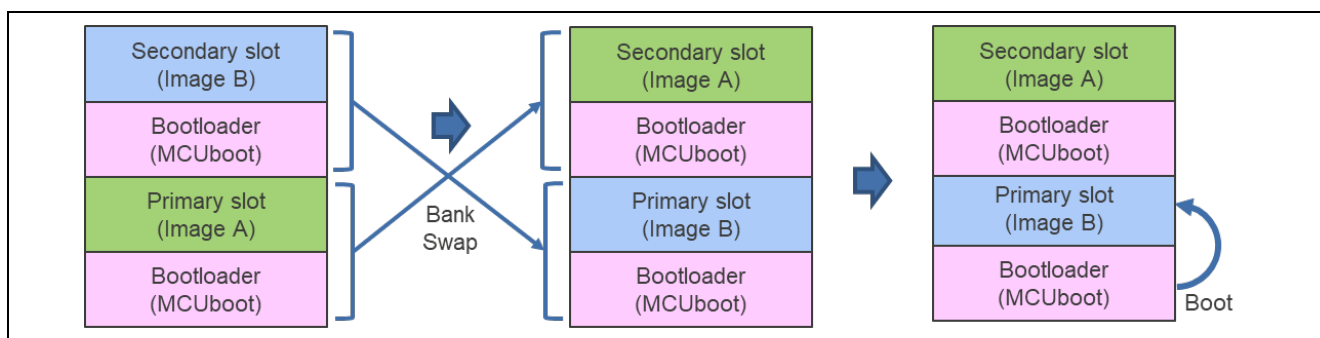 Secondary slot
(Image B)
Bootloader
(MCUboot)
Primary slot
(Image A)
Bootloader
(MCUboot)
Bank
Swap
Secondary slot
(Image A)
Bootloader
(MCUboot)
Primary slot
(Image B)
Bootloader
(MCUboot)
Secondary slot
(Image A)
Bootloader
(MCUboot)
Primary slot
(Image B)
Bootloader
(MCUboot)
Boot